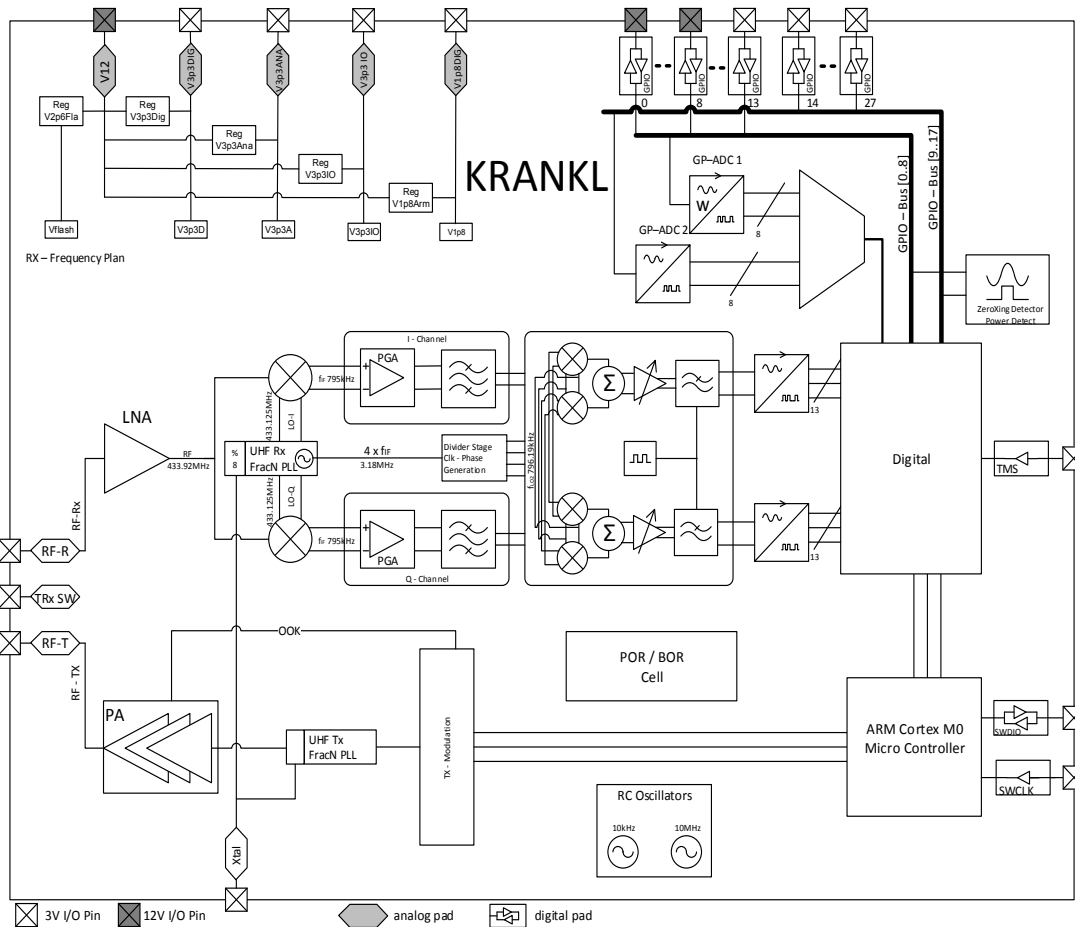 V12
V3p3DIG
V3p3ANA
V3p3 IO
V1p8DIG
GPIO
GPIO
GPIO
GPIO
GPIO
0
8
13
14
27
Reg
V2p6Fla
Reg
V3p3Dig
Reg
V3p3Ana
Reg
V3p3IO
Reg
V1p8Arm
Vflash
V3p3D
V3p3A
V3p3IO
V1p8
RX – Frequency Plan
KRANKL
GP–ADC 1
W
8
GP–ADC 2
8
GPIO – Bus [0..8]
GPIO – Bus [9..17]
ZeroXing Detector
Power Detect
I - Channel
PGA
fIF 795kHz
433.125MHz
LO-I
LNA
RF
433.92MHz
%
8
UHF Rx
FracN PLL
4 x fIF
3.18MHz
Divider Stage
Clk - Phase
Generation
fLO2 796.19kHz
Σ
13
Digital
TMS
RF-Rx
433.125MHz
LO-Q
fIF 795kHz
PGA
Q - Channel
Σ
13
RF-R
TRx SW
RF-T
RF - TX
OOK
PA
UHF Tx
FracN PLL
TX - Modulation
POR / BOR
Cell
ARM Cortex M0
Micro Controller
SWDIO
SWCLK
RC Oscillators
10kHz
10MHz
Xtal
3V I/O Pin
12V I/O Pin
analog pad
digital pad